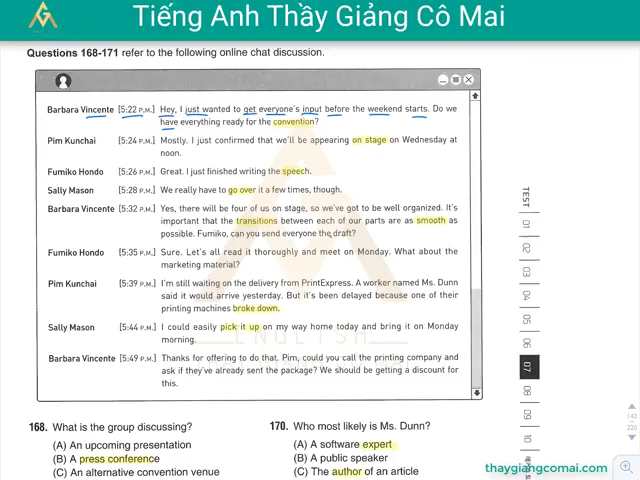 Tiếng Anh Thầy Giảng Cô Mai
Questions 168-171 refer to the following online chat discussion.
Barbara Vincente [5:22 P.M.] Hey, I just wanted to get everyone's input before the weekend starts. Do we
have everything ready for the convention?
Pim Kunchai [5:24 P.M.] Mostly. I just confirmed that we'll be appearing on stage on Wednesday at
noon.
Fumiko Hondo [5:26 P.M.] Great. I just finished writing the speech.
Sally Mason [5:28 P.M.] We really have to go over it a few times, though.
Barbara Vincente [5:32 P.M.] Yes, there will be four of us on stage, so we've got to be well organized. It's
important that the transitions between each of our parts are as smooth as
possible. Fumiko, can you send everyone the draft?
Fumiko Hondo [5:35 P.M.] Sure. Let's all read it thoroughly and meet on Monday. What about the
marketing material?
Pim Kunchai [5:39 P.M.] I'm still waiting on the delivery from PrintExpress. A worker named Ms. Dunn
said it would arrive yesterday. But it's been delayed because one of their
printing machines broke down.
Sally Mason [5:44 P.M.] I could easily pick it up on my way home today and bring it on Monday
morning.
ENGLISH
Barbara Vincente [5:49 P.M.] Thanks for offering to do that. Pim, could you call the printing company and
ask if they've already sent the package? We should be getting a discount for
this.
TEST
01
02
03
04
05
06
07
08
09
10
142
220
168. What is the group discussing?
(A) An upcoming presentation
(B) A press conference
(C) An alternative convention venue
170. Who most likely is Ms. Dunn?
(A) A software expert
(B) A public speaker
(C) The author of an article
thaygiangcomai.com